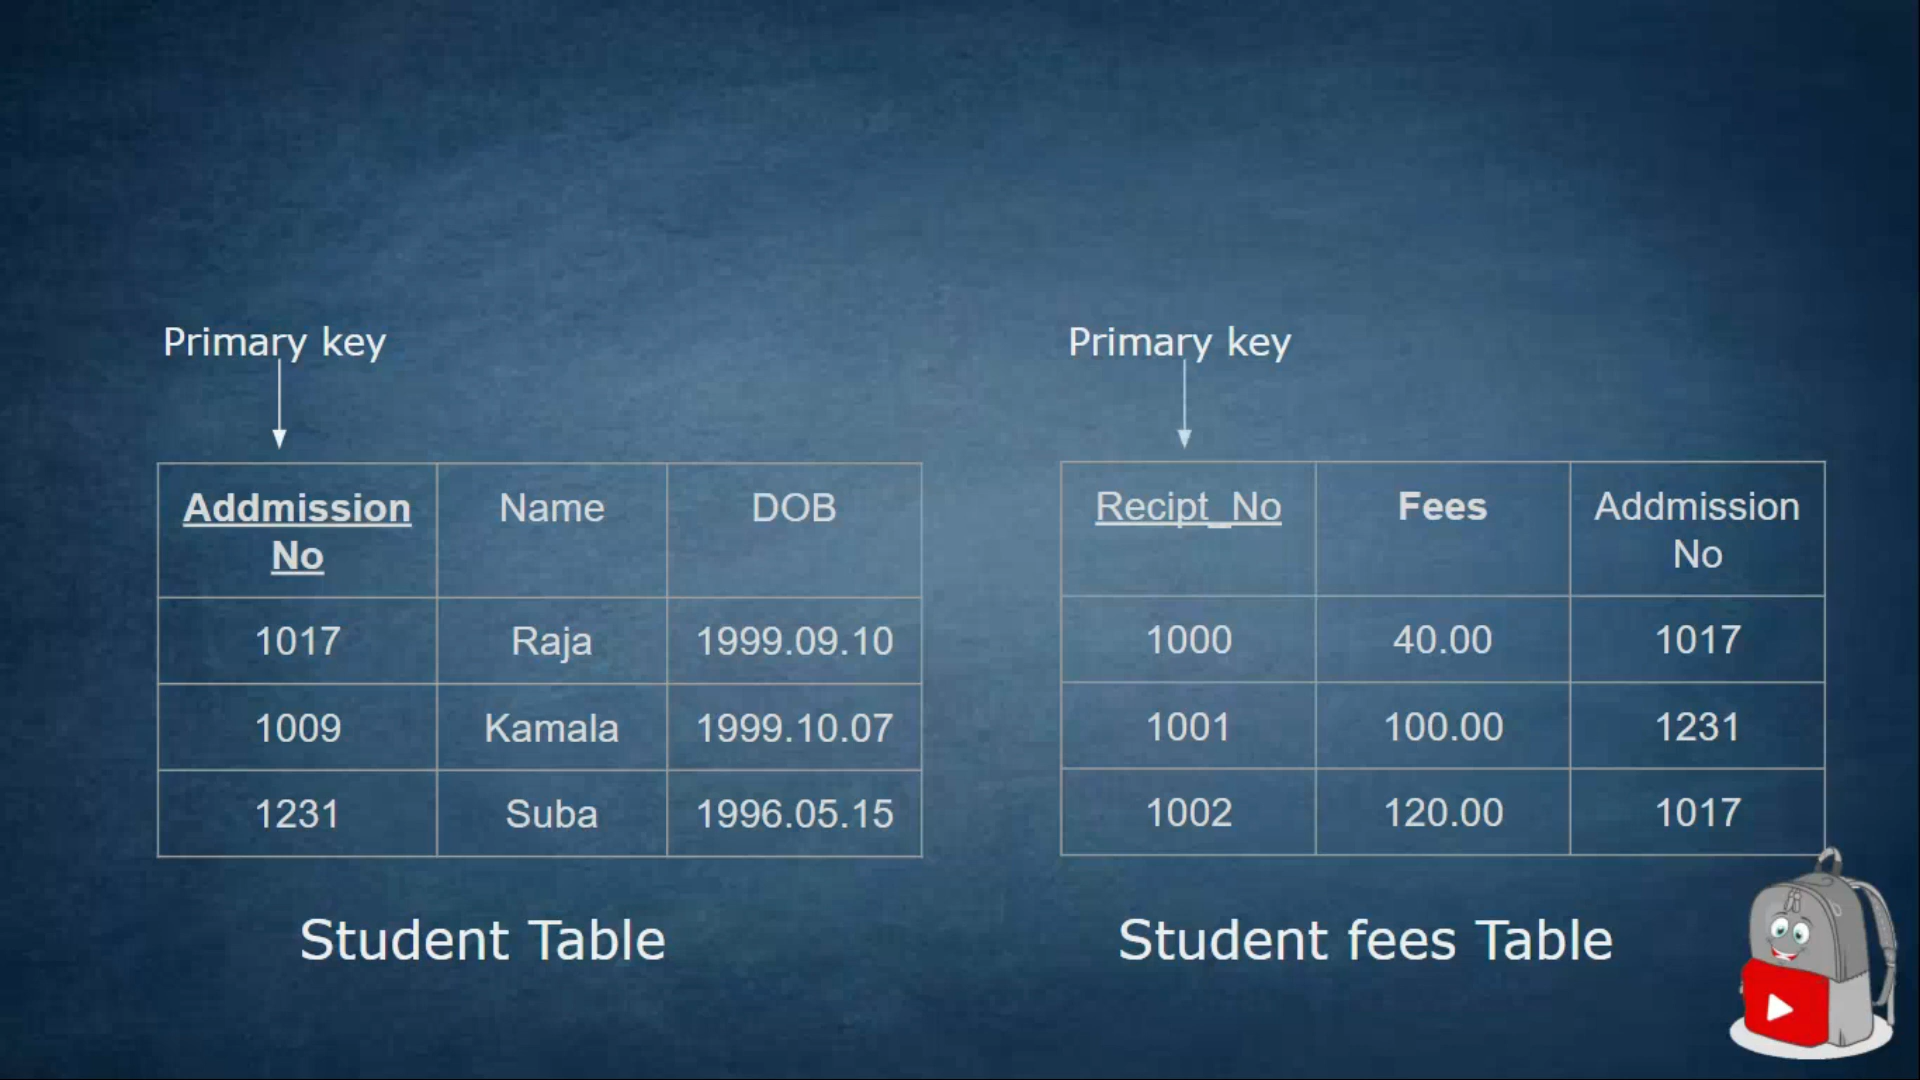 Primary key
Addmission
No
Name
DOB
1017
Raja
1999.09.10
1009
Kamala
1999.10.07
1231
Suba
1996.05.15
Student Table
Primary key
Recipt_No
Fees
Addmission
No
1000
40.00
1017
1001
100.00
1231
1002
120.00
1017
Student fees Table